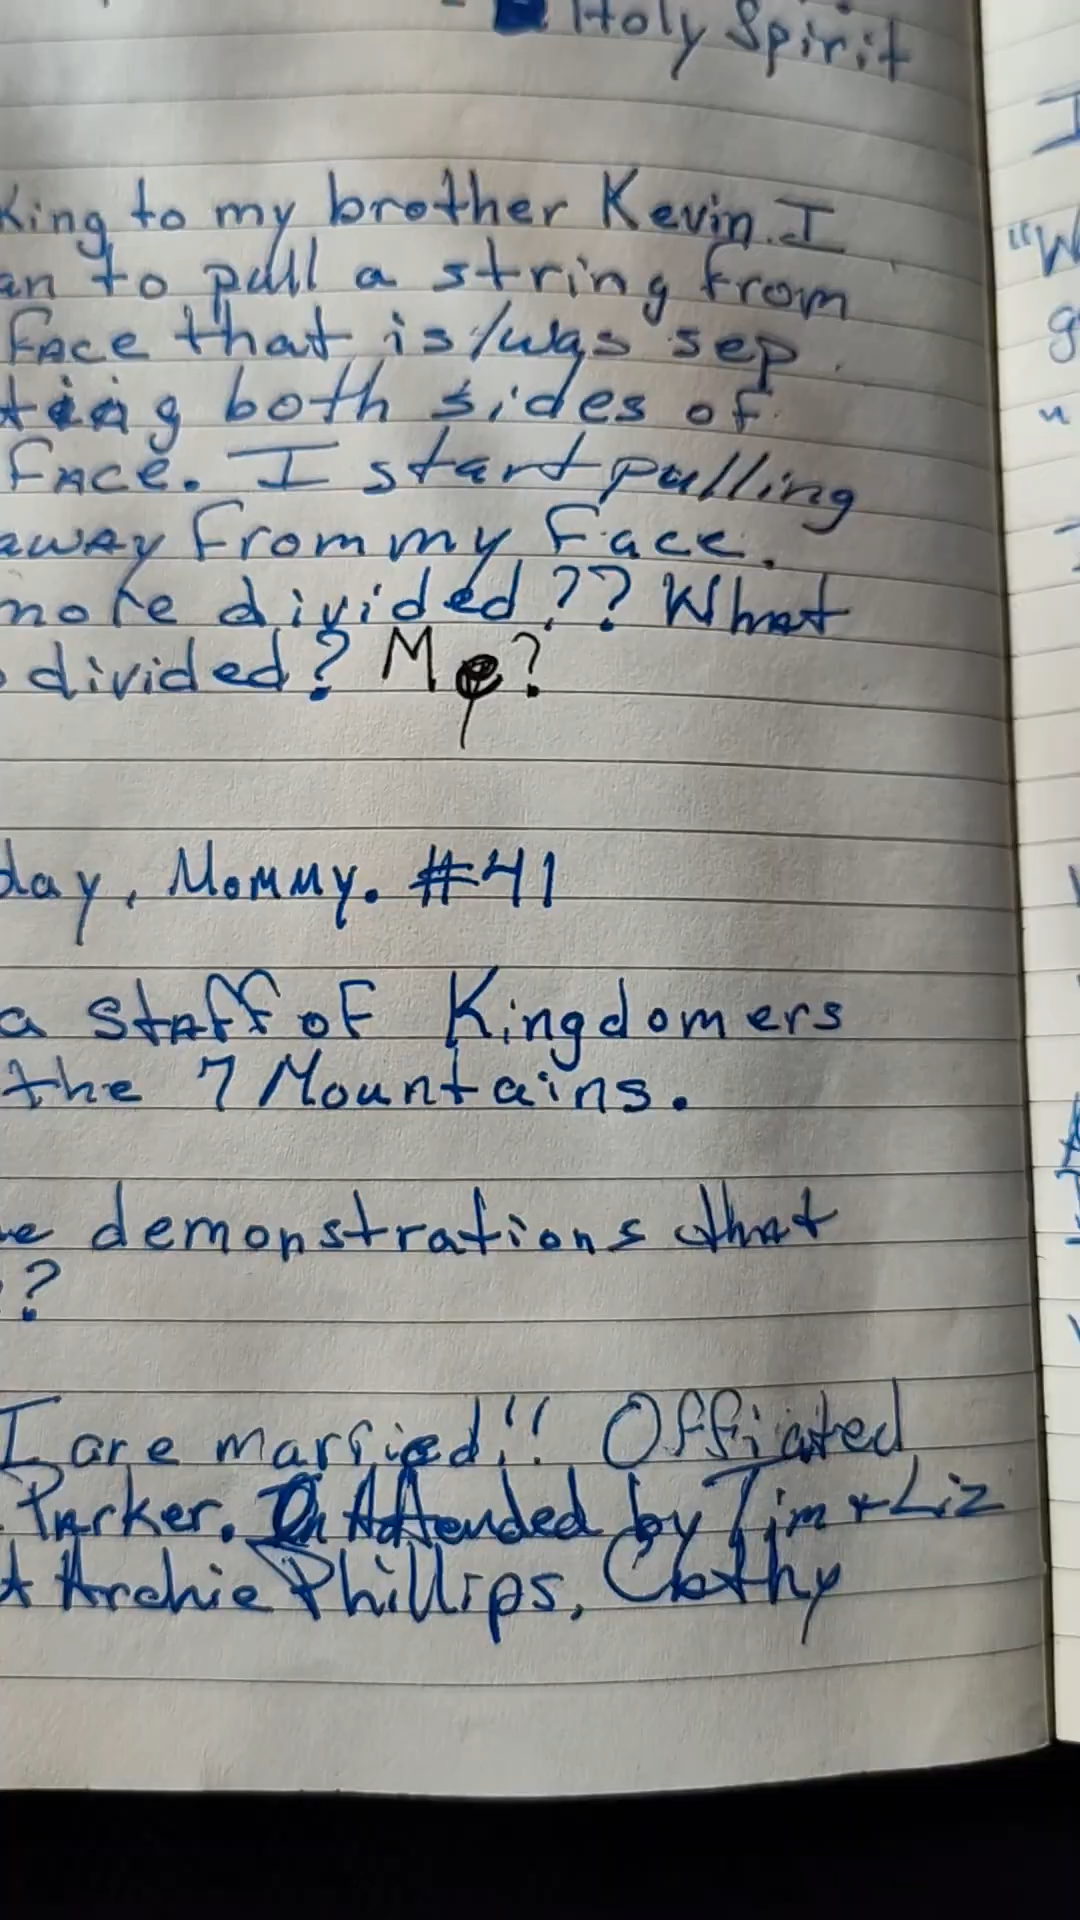 - Holy Spirit
king to my brother Kevin. I
an to pull a string from
face that is/was sep
ting both sides of
face. I start pulling
away from my face.
more divided?? What
divided? Me?
day, Mommy. #41
a staff of Kingdomers
the 7 Mountains.
e demonstrations that
?
I are married!! Offiated
Parker. Attended by Tim + Liz
Archie Phillips, Cathy